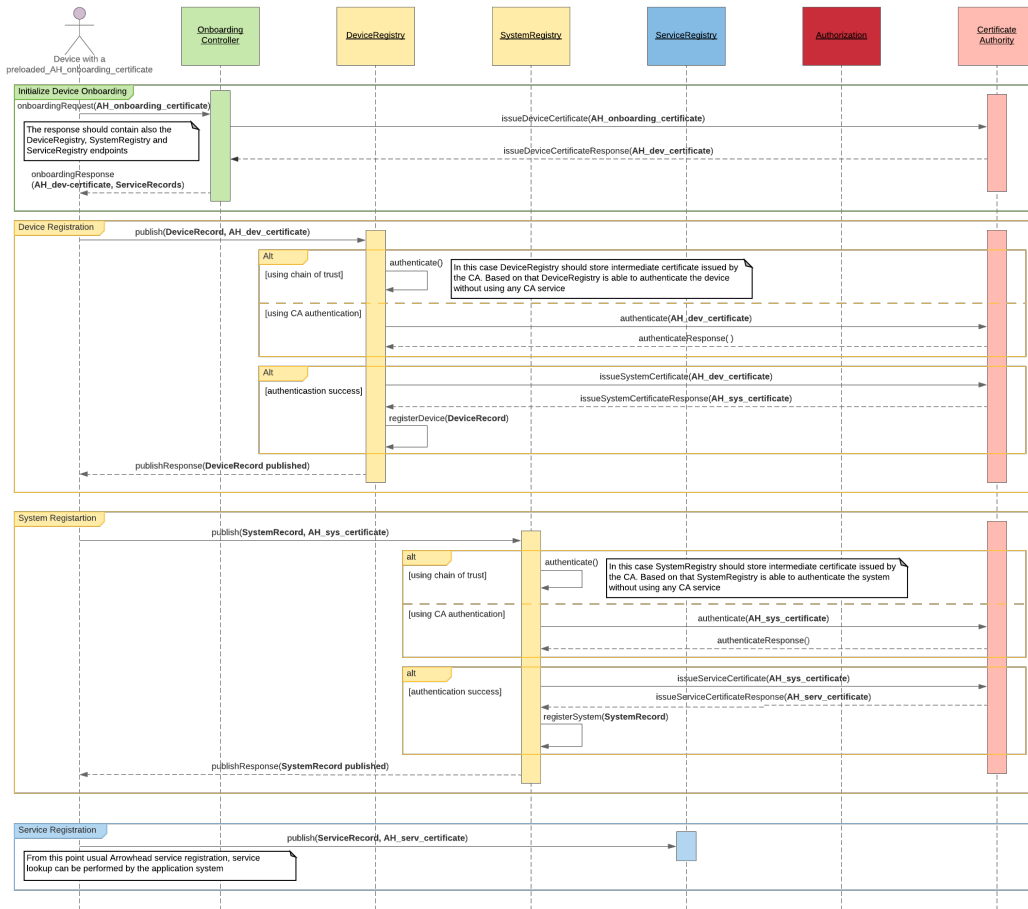 Onboarding
Controller
DeviceRegistry
SystemRegistry
ServiceRegistry
Authorization
Certificate
Authority
Device with a
preloaded_AH_onboarding_certificate
Initialize Device Onboarding
onboardingRequest(AH_onboarding_certificate)
issueDeviceCertificate(AH_onboarding_certificate)
The response should contain also the
DeviceRegistry, SystemRegistry and
ServiceRegistry endpoints
issueDeviceCertificateResponse(AH_dev_certificate)
onboardingResponse
(AH_dev-certificate, ServiceRecords)
Device Registration
publish(DeviceRecord, AH_dev_certificate)
Alt
[using chain of trust]
authenticate()
In this case DeviceRegistry should store intermediate certificate issued by
the CA. Based on that DeviceRegistry is able to authenticate the device
without using any CA service
[using CA authentication]
authenticate(AH_dev_certificate)
authenticateResponse( )
Alt
[authenticastion success]
issueSystemCertificate(AH_dev_certificate)
issueSystemCertificateResponse(AH_sys_certificate)
registerDevice(DeviceRecord)
publishResponse(DeviceRecord published)
System Registartion
publish(SystemRecord, AH_sys_certificate)
alt
[using chain of trust]
authenticate()
In this case SystemRegistry should store intermediate certificate issued by
the CA. Based on that SystemRegistry is able to authenticate the system
without using any CA service
[using CA authentication]
authenticate(AH_sys_certificate)
authenticateResponse()
alt
[authentication success]
issueServiceCertificate(AH_sys_certificate)
issueServiceCertificateResponse(AH_serv_certificate)
registerSystem(SystemRecord)
publishResponse(SystemRecord published)
Service Registration
publish(ServiceRecord, AH_serv_certificate)
From this point usual Arrowhead service registration, service
lookup can be performed by the application system